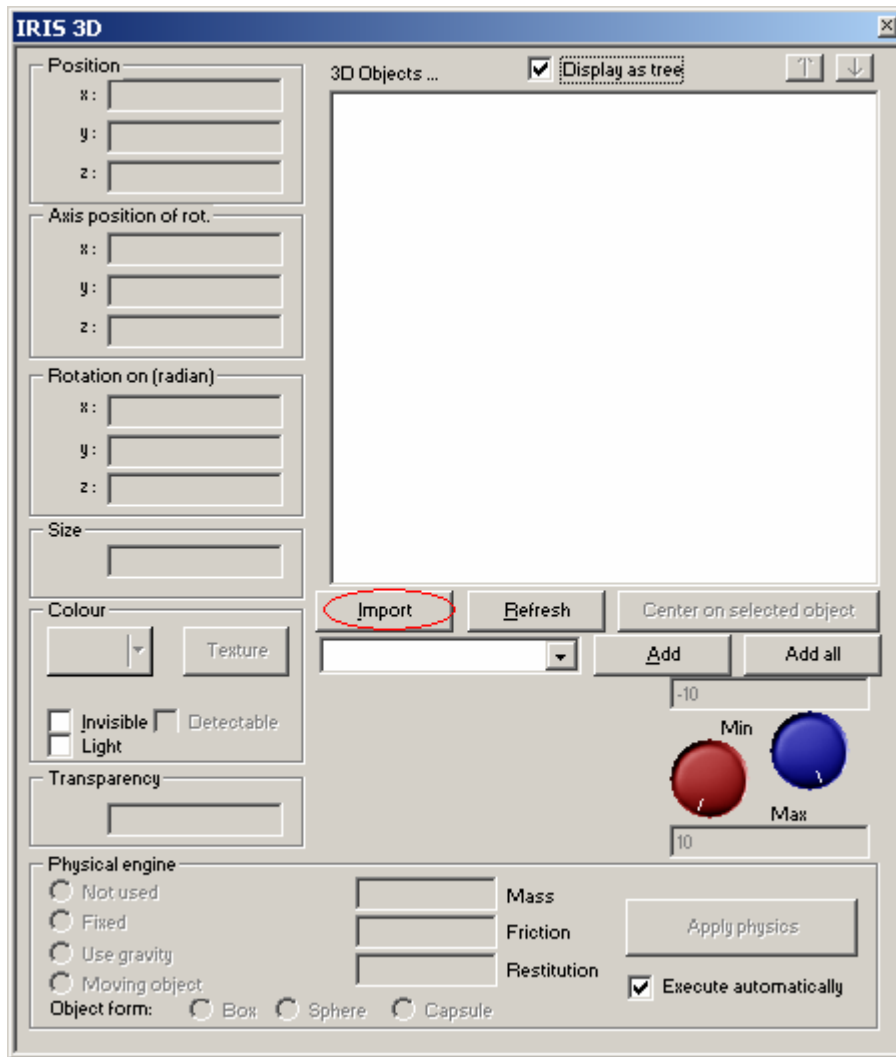 IRIS 3D
Position
x:
y:
z:
Axis position of rot.
x:
y:
z:
Rotation on (radian)
x:
y:
z:
Size
Colour
Texture
Invisible Detectable
Light
Transparency
3D Objects ... Display as tree
Import Refresh Center on selected object
Add Add all
-10
Min
Max
10
Physical engine
Not used
Fixed
Use gravity
Moving object
Mass
Friction
Restitution
Apply physics
Execute automatically
Object form: Box Sphere Capsule